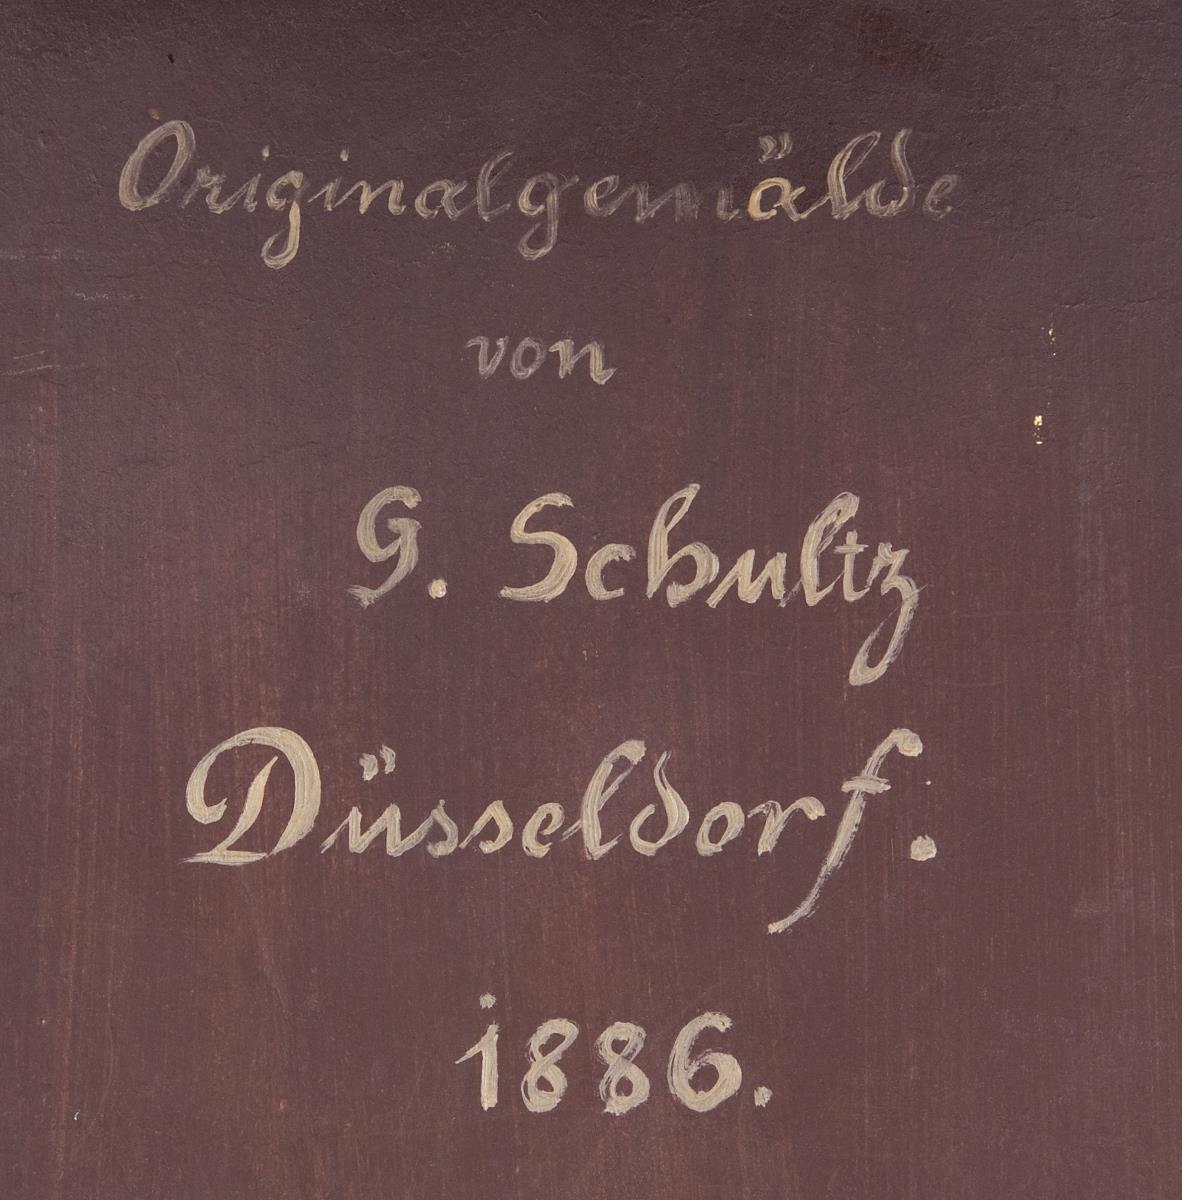 Originalgemälde
von
G. Schultz
Düsseldorf.
1886.